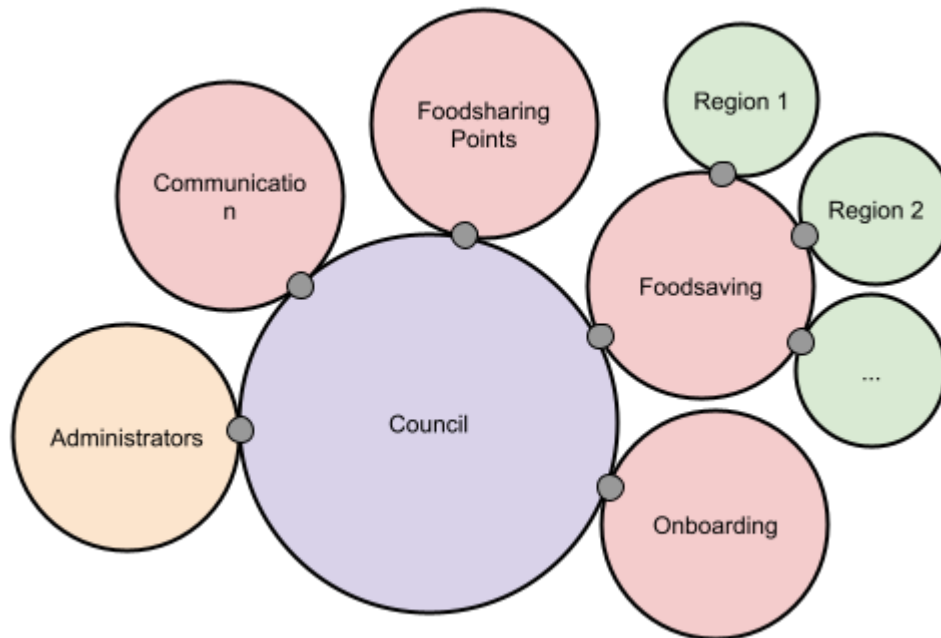 Foodsharing
Points
Region 1
Communicatio
n
Region 2
Foodsaving
...
Administrators
Council
Onboarding